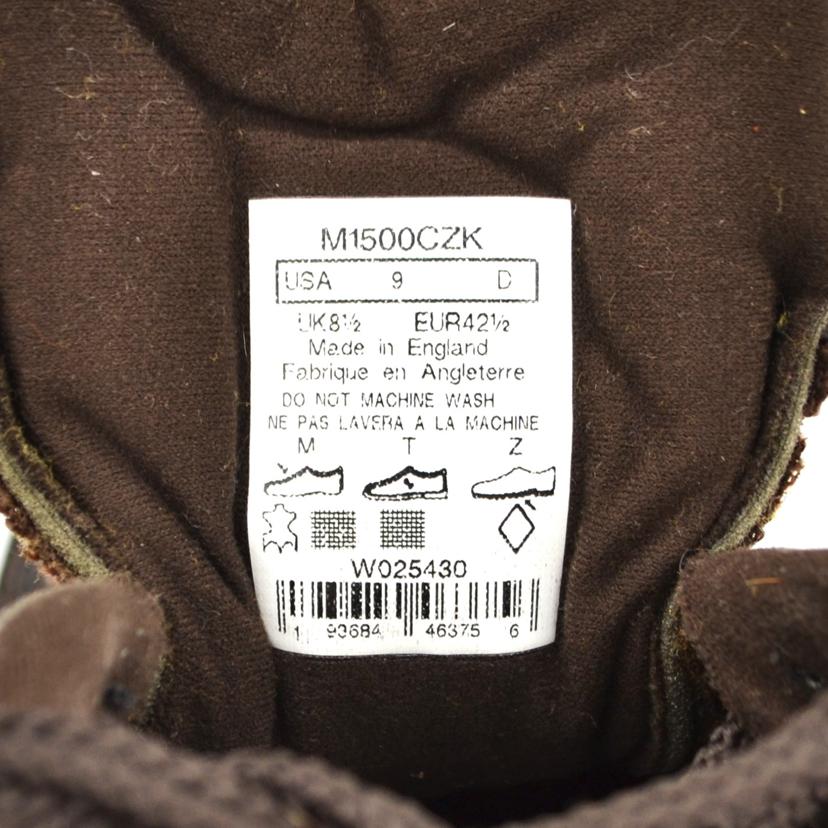 M1500CZK
USA 9 D
UK8½ EUR42½
Made in England
Fabrique en Angleterre
DO NOT MACHINE WASH
NE PAS LAVERA A LA MACHINE
M T Z
W025430
1 93684 46375 6